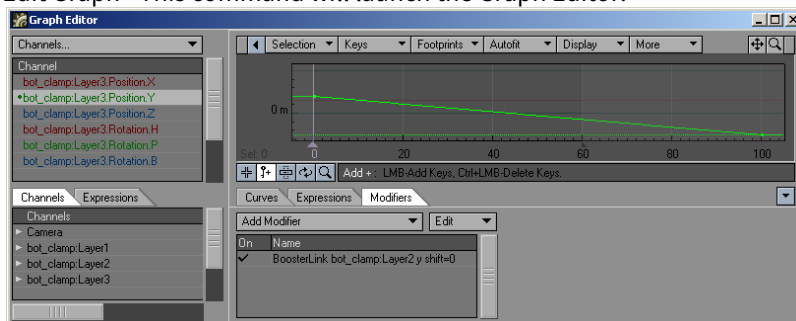 Edit Graph - This command will launch the Graph Editor.
Graph Editor
Channels...
Selection Keys Footprints Autofit Display More
Channel
bot_clamp:Layer3.Position.X
bot_clamp:Layer3.Position.Y
bot_clamp:Layer3.Position.Z
bot_clamp:Layer3.Rotation.H
bot_clamp:Layer3.Rotation.P
bot_clamp:Layer3.Rotation.B
0 m
Sel: 0 0 20 40 60 80 100
Add + : LMB-Add Keys, Ctrl+LMB-Delete Keys.
Channels Expressions
Channels
Camera
bot_clamp:Layer1
bot_clamp:Layer2
bot_clamp:Layer3
Curves Expressions Modifiers
Add Modifier Edit
On Name
BoosterLink bot_clamp:Layer2 y shift=0